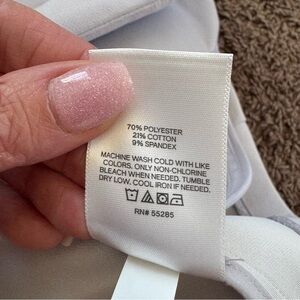 70% POLYESTER
21% COTTON
9% SPANDEX
MACHINE WASH COLD WITH LIKE
COLORS. ONLY NON-CHLORINE
BLEACH WHEN NEEDED. TUMBLE
DRY LOW. COOL IRON IF NEEDED.
RN# 55285